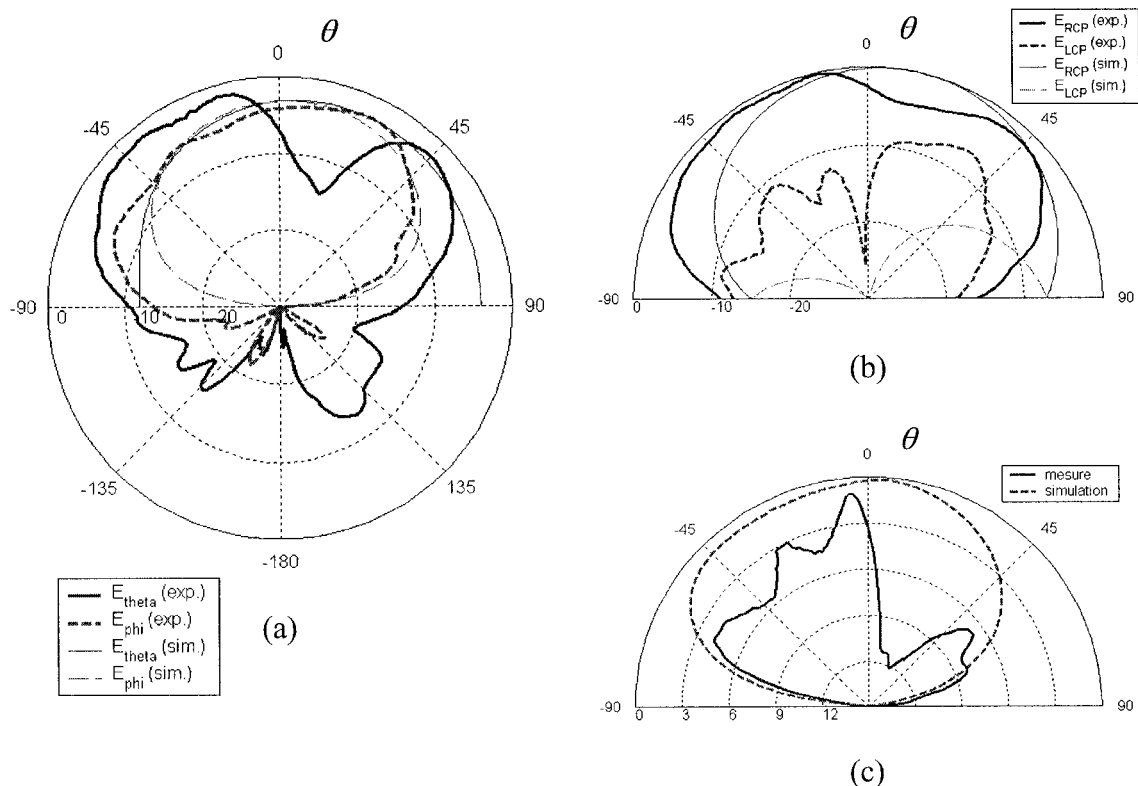 θ
0
-45
45
-90
0
10
20
90
-135
135
-180
E_theta (exp.)
E_phi (exp.)
E_theta (sim.)
E_phi (sim.)
(a)
E_RCP (exp.)
E_LCP (exp.)
E_RCP (sim.)
E_LCP (sim.)
θ
0
-45
45
-90
0
-10
-20
90
(b)
θ
0
mesure
simulation
-45
45
-90
0
3
6
9
12
90
(c)